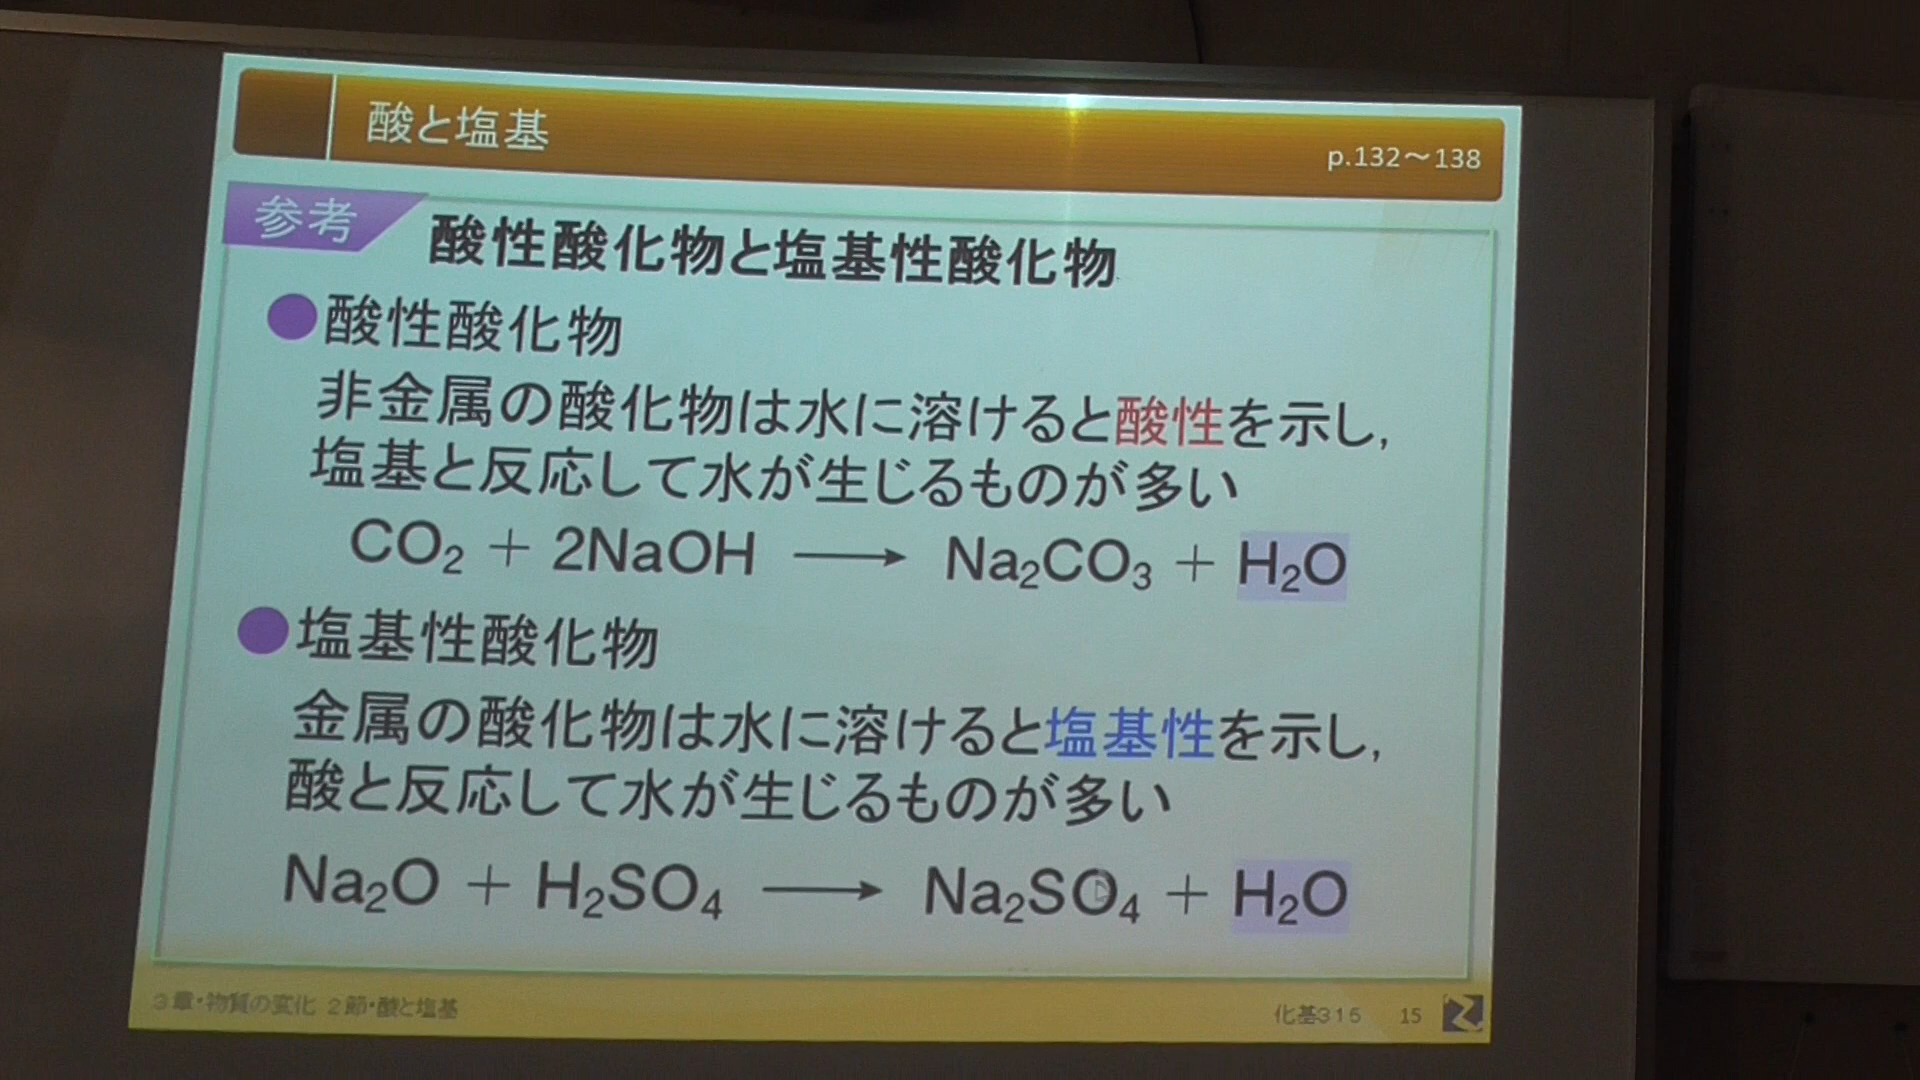 酸と塩基
p.132～138
参考
酸性酸化物と塩基性酸化物
●酸性酸化物
非金属の酸化物は水に溶けると酸性を示し,
塩基と反応して水が生じるものが多い
CO₂ + 2NaOH ⟶ Na₂CO₃ + H₂O
●塩基性酸化物
金属の酸化物は水に溶けると塩基性を示し,
酸と反応して水が生じるものが多い
Na₂O + H₂SO₄ ⟶ Na₂SO₄ + H₂O
3章・物質の変化 2節・酸と塩基
化基315 15